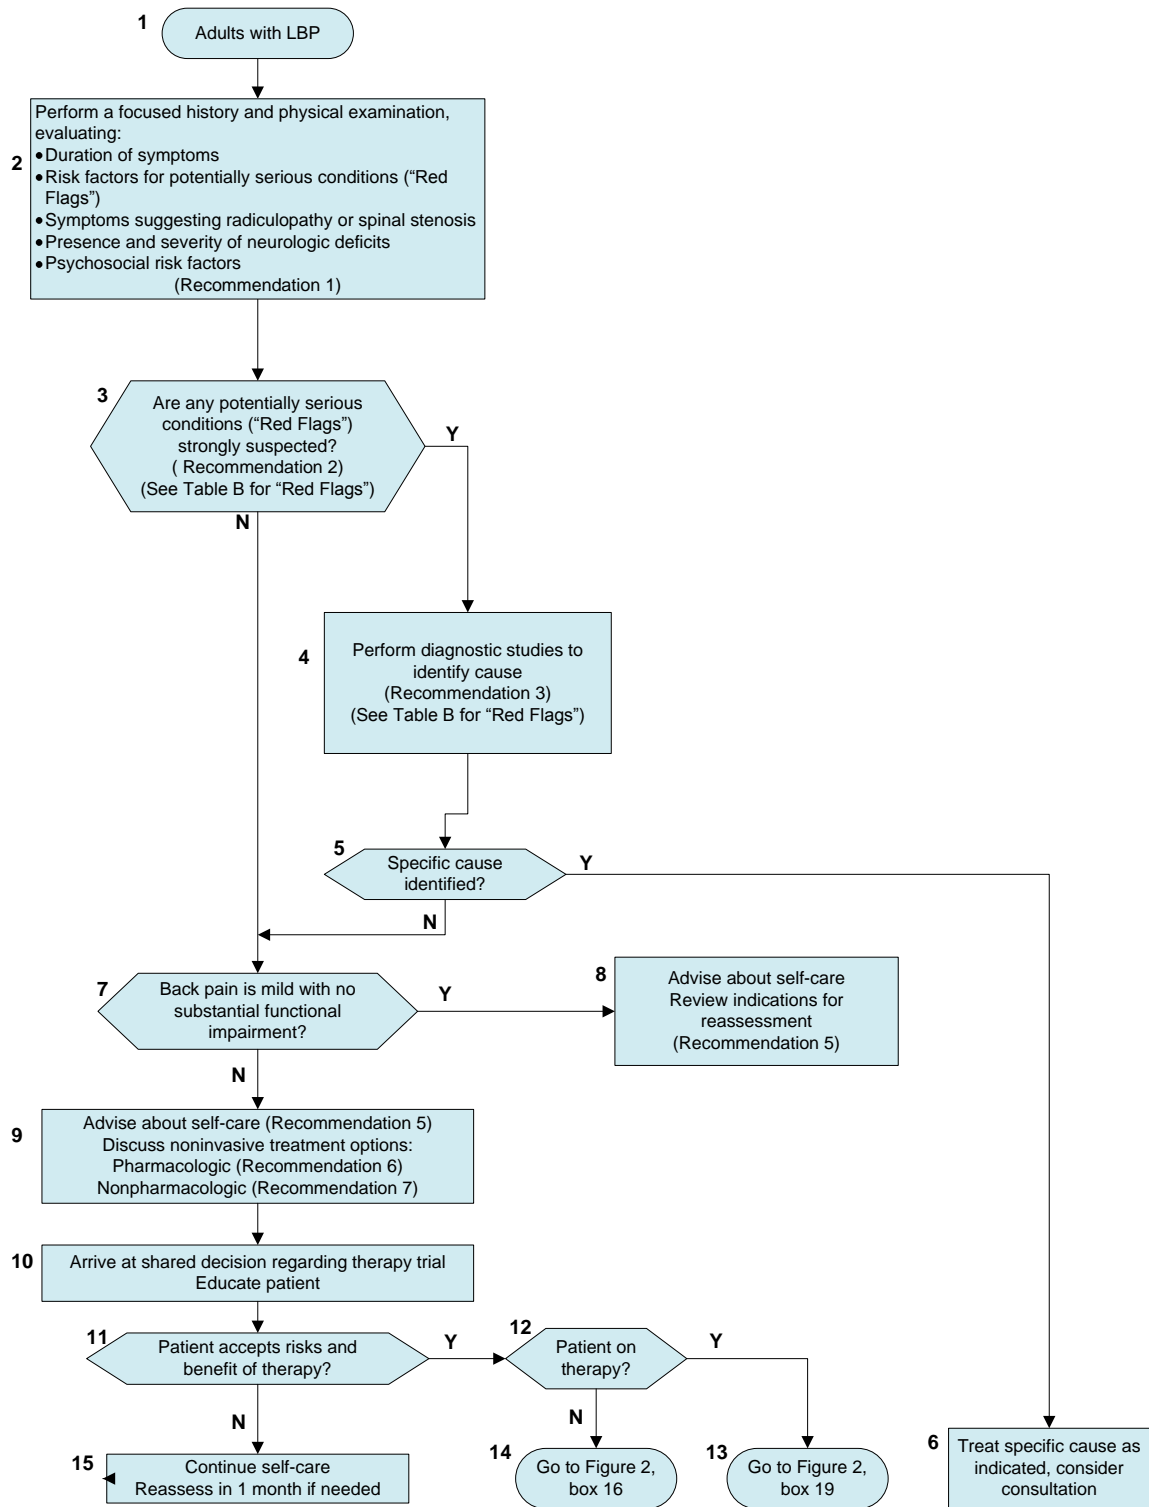 1
Adults with LBP
2
Perform a focused history and physical examination,
evaluating:
•Duration of symptoms
•Risk factors for potentially serious conditions (“Red
Flags”)
•Symptoms suggesting radiculopathy or spinal stenosis
•Presence and severity of neurologic deficits
•Psychosocial risk factors
(Recommendation 1)
3
Are any potentially serious
conditions (“Red Flags”)
strongly suspected?
( Recommendation 2)
(See Table B for “Red Flags”)
Y
N
4
Perform diagnostic studies to
identify cause
(Recommendation 3)
(See Table B for “Red Flags”)
5
Specific cause
identified?
Y
N
7
Back pain is mild with no
substantial functional
impairment?
Y
N
8
Advise about self-care
Review indications for
reassessment
(Recommendation 5)
9
Advise about self-care (Recommendation 5)
Discuss noninvasive treatment options:
Pharmacologic (Recommendation 6)
Nonpharmacologic (Recommendation 7)
10
Arrive at shared decision regarding therapy trial
Educate patient
11
Patient accepts risks and
benefit of therapy?
Y
N
12
Patient on
therapy?
Y
N
15
Continue self-care
Reassess in 1 month if needed
14
Go to Figure 2,
box 16
13
Go to Figure 2,
box 19
6
Treat specific cause as
indicated, consider
consultation